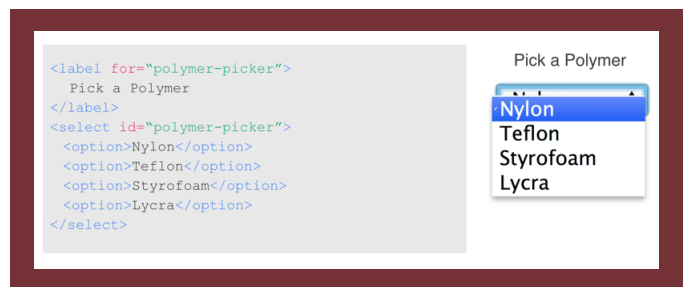 <label for=“polymer-picker”>
Pick a Polymer
</label>
<select id=“polymer-picker”>
<option>Nylon</option>
<option>Teflon</option>
<option>Styrofoam</option>
<option>Lycra</option>
</select>
Pick a Polymer
Nylon
Teflon
Styrofoam
Lycra